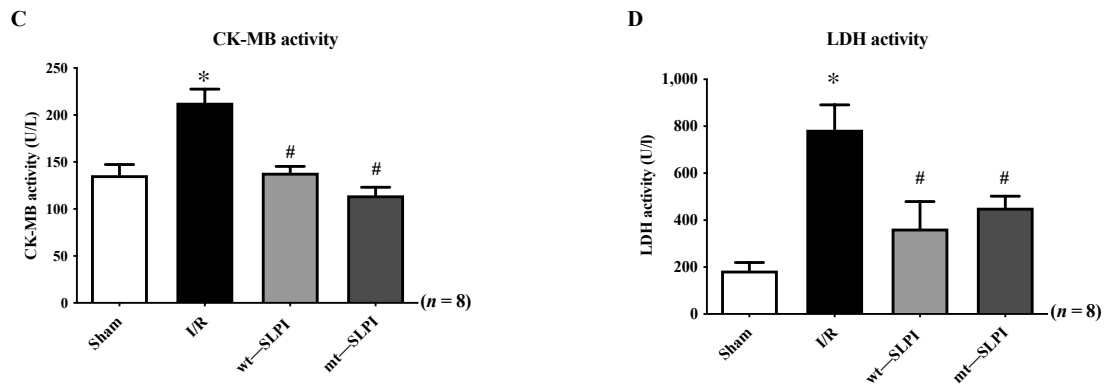 C
CK-MB activity
250
200
150
100
50
0
CK-MB activity (U/L)
*
#
#
Sham
I/R
wt—SLPI
mt—SLPI
(n = 8)
D
LDH activity
1,000
800
600
400
200
0
LDH activity (U/l)
*
#
#
Sham
I/R
wt—SLPI
mt—SLPI
(n = 8)